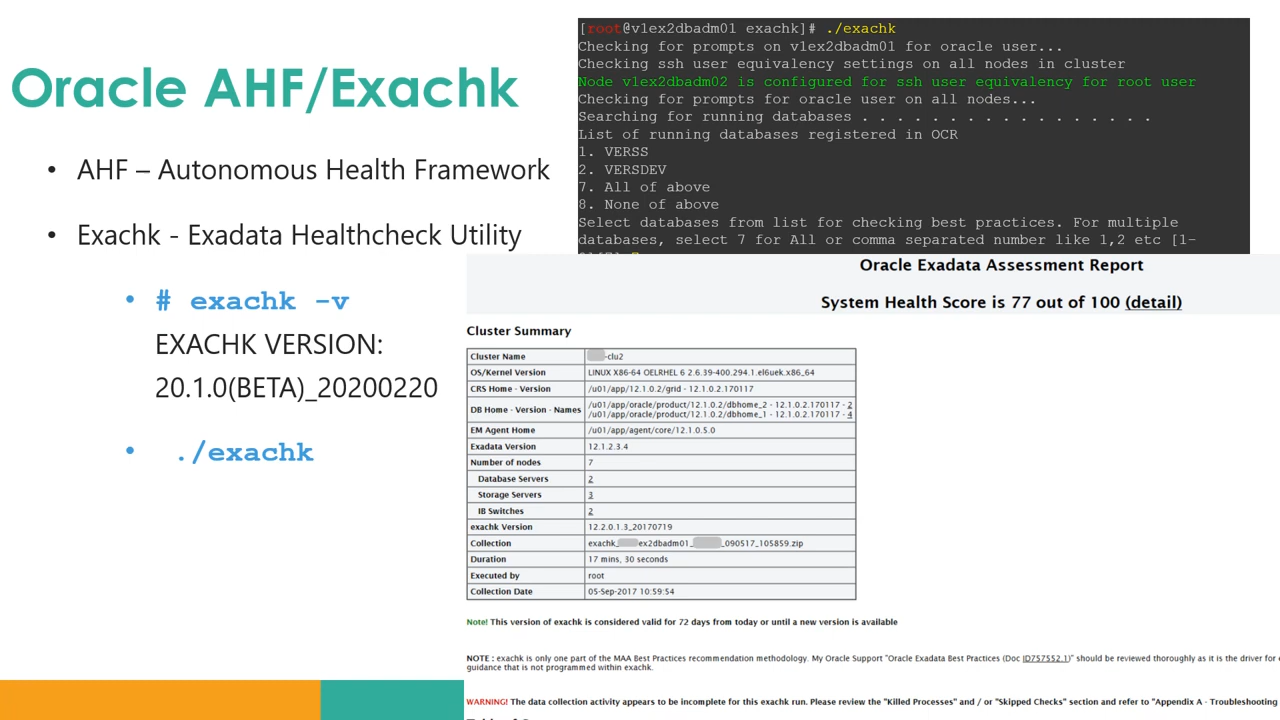 Oracle AHF/Exachk
• AHF – Autonomous Health Framework
• Exachk - Exadata Healthcheck Utility
• # exachk -v
EXACHK VERSION:
20.1.0(BETA)_20200220
• ./exachk
[root@v1ex2dbadm01 exachk]# ./exachk
Checking for prompts on v1ex2dbadm01 for oracle user...
Checking ssh user equivalency settings on all nodes in cluster
Node v1ex2dbadm02 is configured for ssh user equivalency for root user
Checking for prompts for oracle user on all nodes...
Searching for running databases . . . . . . . . . . . . . . . . .
List of running databases registered in OCR
1. VERSS
2. VERSDEV
7. All of above
8. None of above
Select databases from list for checking best practices. For multiple
databases, select 7 for All or comma separated number like 1,2 etc [1-
Oracle Exadata Assessment Report
System Health Score is 77 out of 100 (detail)
Cluster Summary
Cluster Name -clu2
OS/Kernel Version LINUX X86-64 OELRHEL 6 2.6.39-400.294.1.el6uek.x86_64
CRS Home - Version /u01/app/12.1.0.2/grid - 12.1.0.2.170117
DB Home - Version - Names /u01/app/oracle/product/12.1.0.2/dbhome_2 - 12.1.0.2.170117 - 2
/u01/app/oracle/product/12.1.0.2/dbhome_1 - 12.1.0.2.170117 - 4
EM Agent Home /u01/app/agent/core/12.1.0.5.0
Exadata Version 12.1.2.3.4
Number of nodes 7
Database Servers 2
Storage Servers 3
IB Switches 2
exachk Version 12.2.0.1.3_20170719
Collection exachk_ ex2dbadm01_ _090517_105859.zip
Duration 17 mins, 30 seconds
Executed by root
Collection Date 05-Sep-2017 10:59:54
Note! This version of exachk is considered valid for 72 days from today or until a new version is available
NOTE : exachk is only one part of the MAA Best Practices recommendation methodology. My Oracle Support "Oracle Exadata Best Practices (Doc ID757552.1)" should be reviewed thoroughly as it is the driver for
guidance that is not programmed within exachk.
WARNING! The data collection activity appears to be incomplete for this exachk run. Please review the "Killed Processes" and / or "Skipped Checks" section and refer to "Appendix A - Troubleshooting